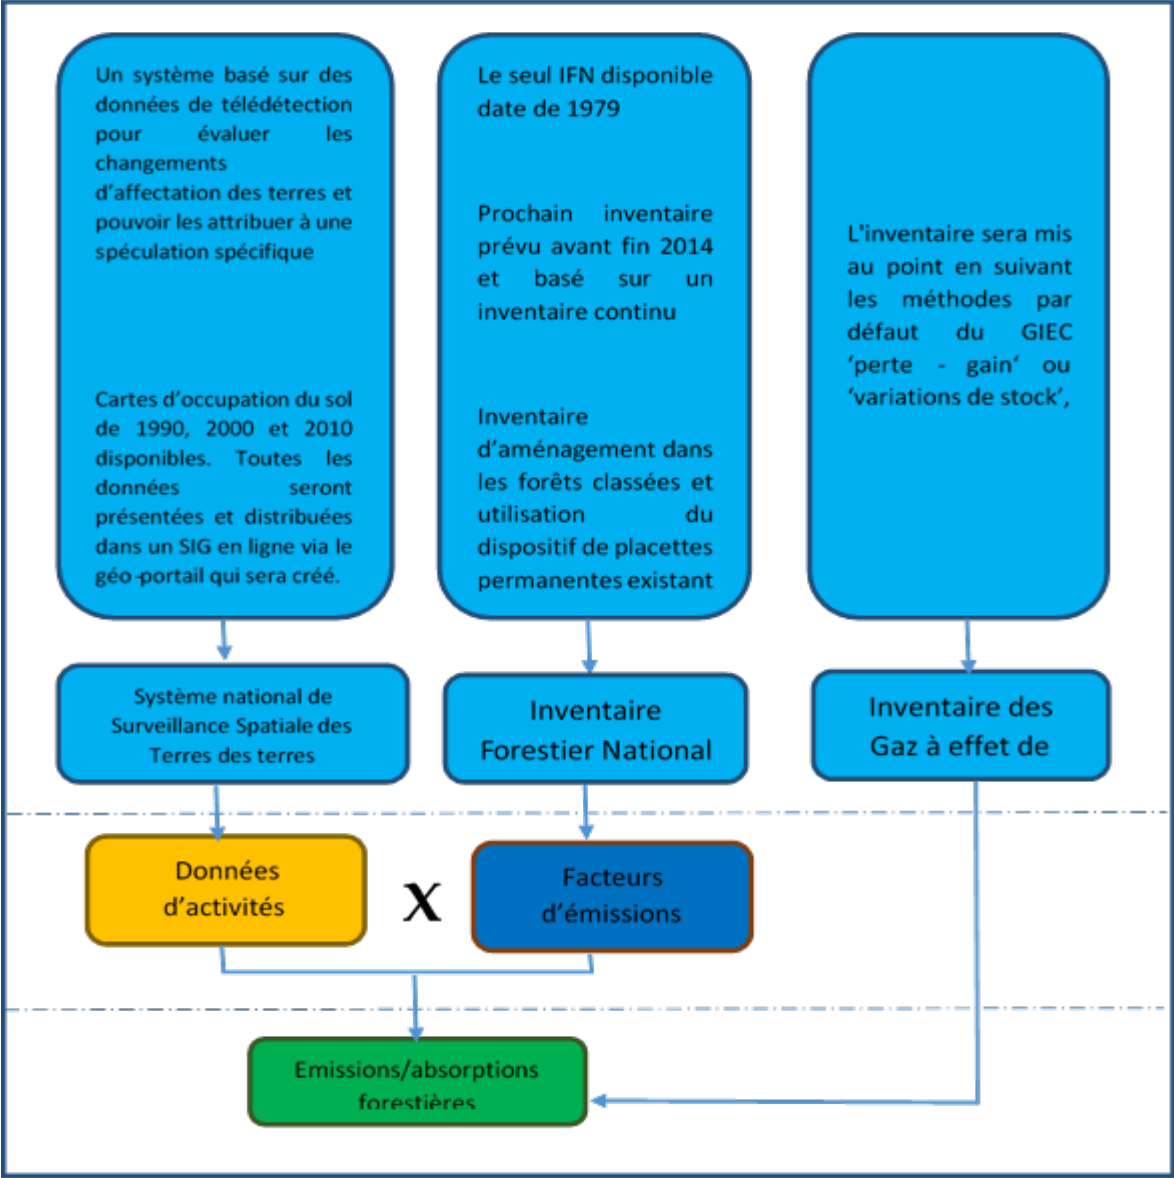 Un système basé sur des
données de télédétection
pour évaluer les
changements
d'affectation des terres et
pouvoir les attribuer à une
spéculation spécifique
Cartes d'occupation du sol
de 1990, 2000 et 2010
disponibles. Toutes les
données seront
présentées et distribuées
dans un SIG en ligne via le
géo-portail qui sera créé.
Le seul IFN disponible
date de 1979
Prochain inventaire
prévu avant fin 2014
et basé sur un
inventaire continu
Inventaire
d'aménagement dans
les forêts classées et
utilisation du
dispositif de placettes
permanentes existant
L'inventaire sera mis
au point en suivant
les méthodes par
défaut du GIEC
‘perte - gain‘ ou
‘variations de stock’,
Système national de
Surveillance Spatiale des
Terres des terres
Inventaire
Forestier National
Inventaire des
Gaz à effet de
Données
d'activités
X
Facteurs
d'émissions
Emissions/absorptions
forestières